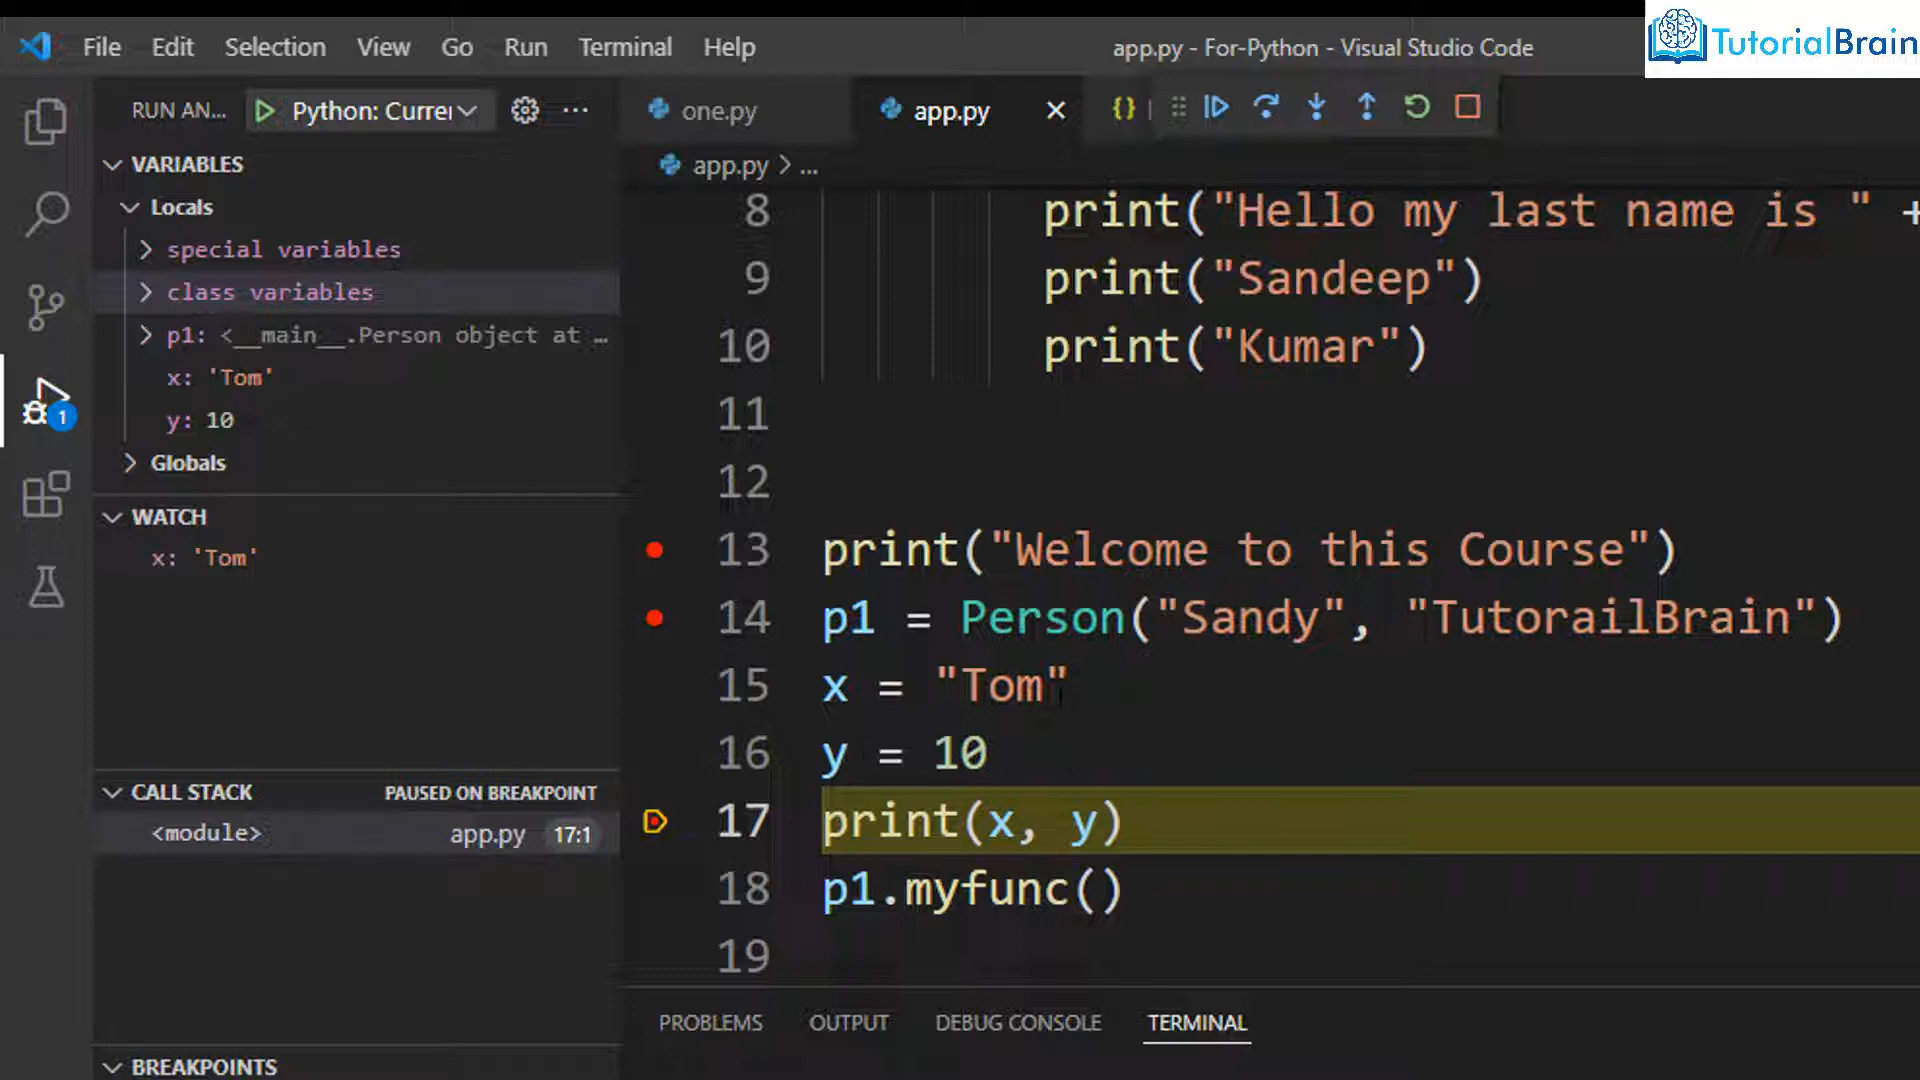 File Edit Selection View Go Run Terminal Help
app.py - For-Python - Visual Studio Code
TutorialBrain
RUN AN...
Python: Currer
...
one.py
app.py
{}
VARIABLES
Locals
special variables
class variables
p1: <__main__.Person object at …
x: 'Tom'
y: 10
Globals
WATCH
x: 'Tom'
CALL STACK PAUSED ON BREAKPOINT
<module> app.py 17:1
BREAKPOINTS
1
app.py > ...
8 print("Hello my last name is " +
9 print("Sandeep")
10 print("Kumar")
11
12
13 print("Welcome to this Course")
14 p1 = Person("Sandy", "TutorailBrain")
15 x = "Tom"
16 y = 10
17 print(x, y)
18 p1.myfunc()
19
PROBLEMS OUTPUT DEBUG CONSOLE TERMINAL